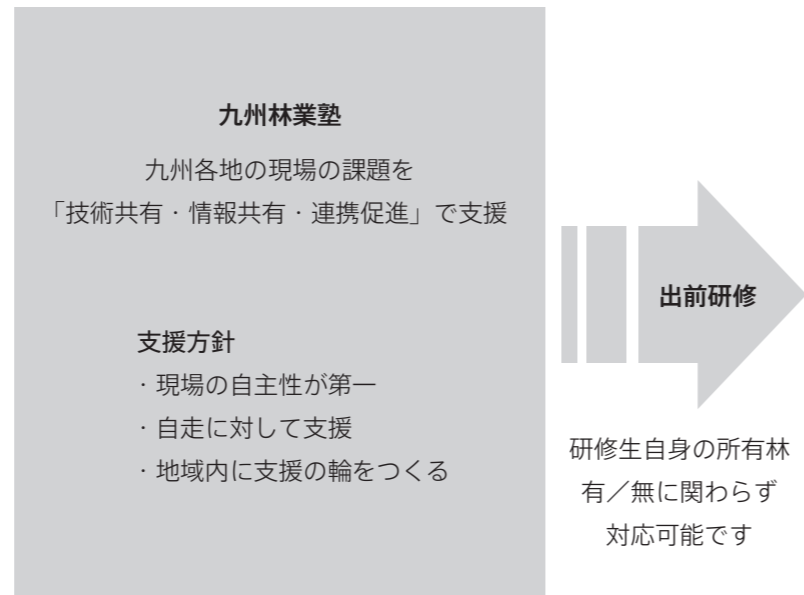 九州林業塾
九州各地の現場の課題を
「技術共有・情報共有・連携促進」で支援
支援方針
・現場の自主性が第一
・自走に対して支援
・地域内に支援の輪をつくる
出前研修
研修生自身の所有林
有／無に関わらず
対応可能です